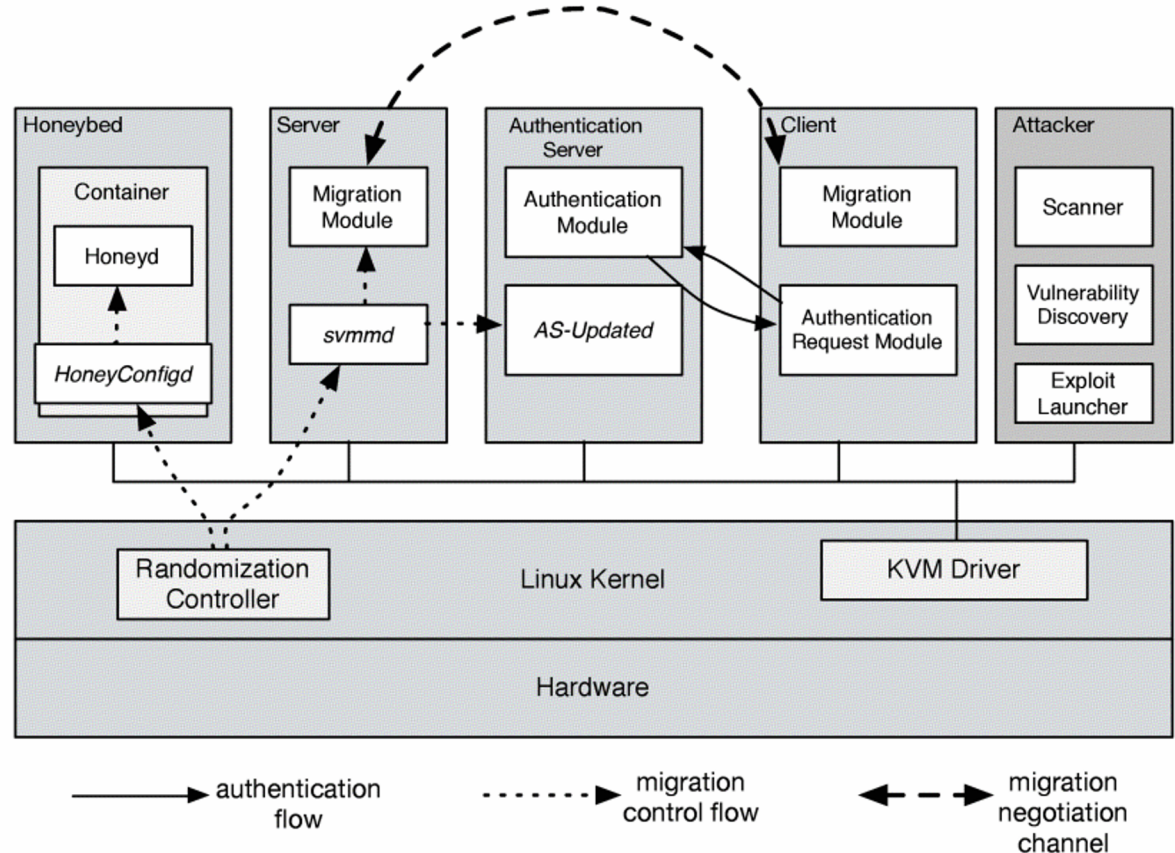 Honeybed
Container
Honeyd
HoneyConfigd
Server
Migration
Module
svmmd
Authentication
Server
Authentication
Module
AS-Updated
Client
Migration
Module
Authentication
Request Module
Attacker
Scanner
Vulnerability
Discovery
Exploit
Launcher
Randomization
Controller
Linux Kernel
KVM Driver
Hardware
authentication
flow
migration
control flow
migration
negotiation
channel